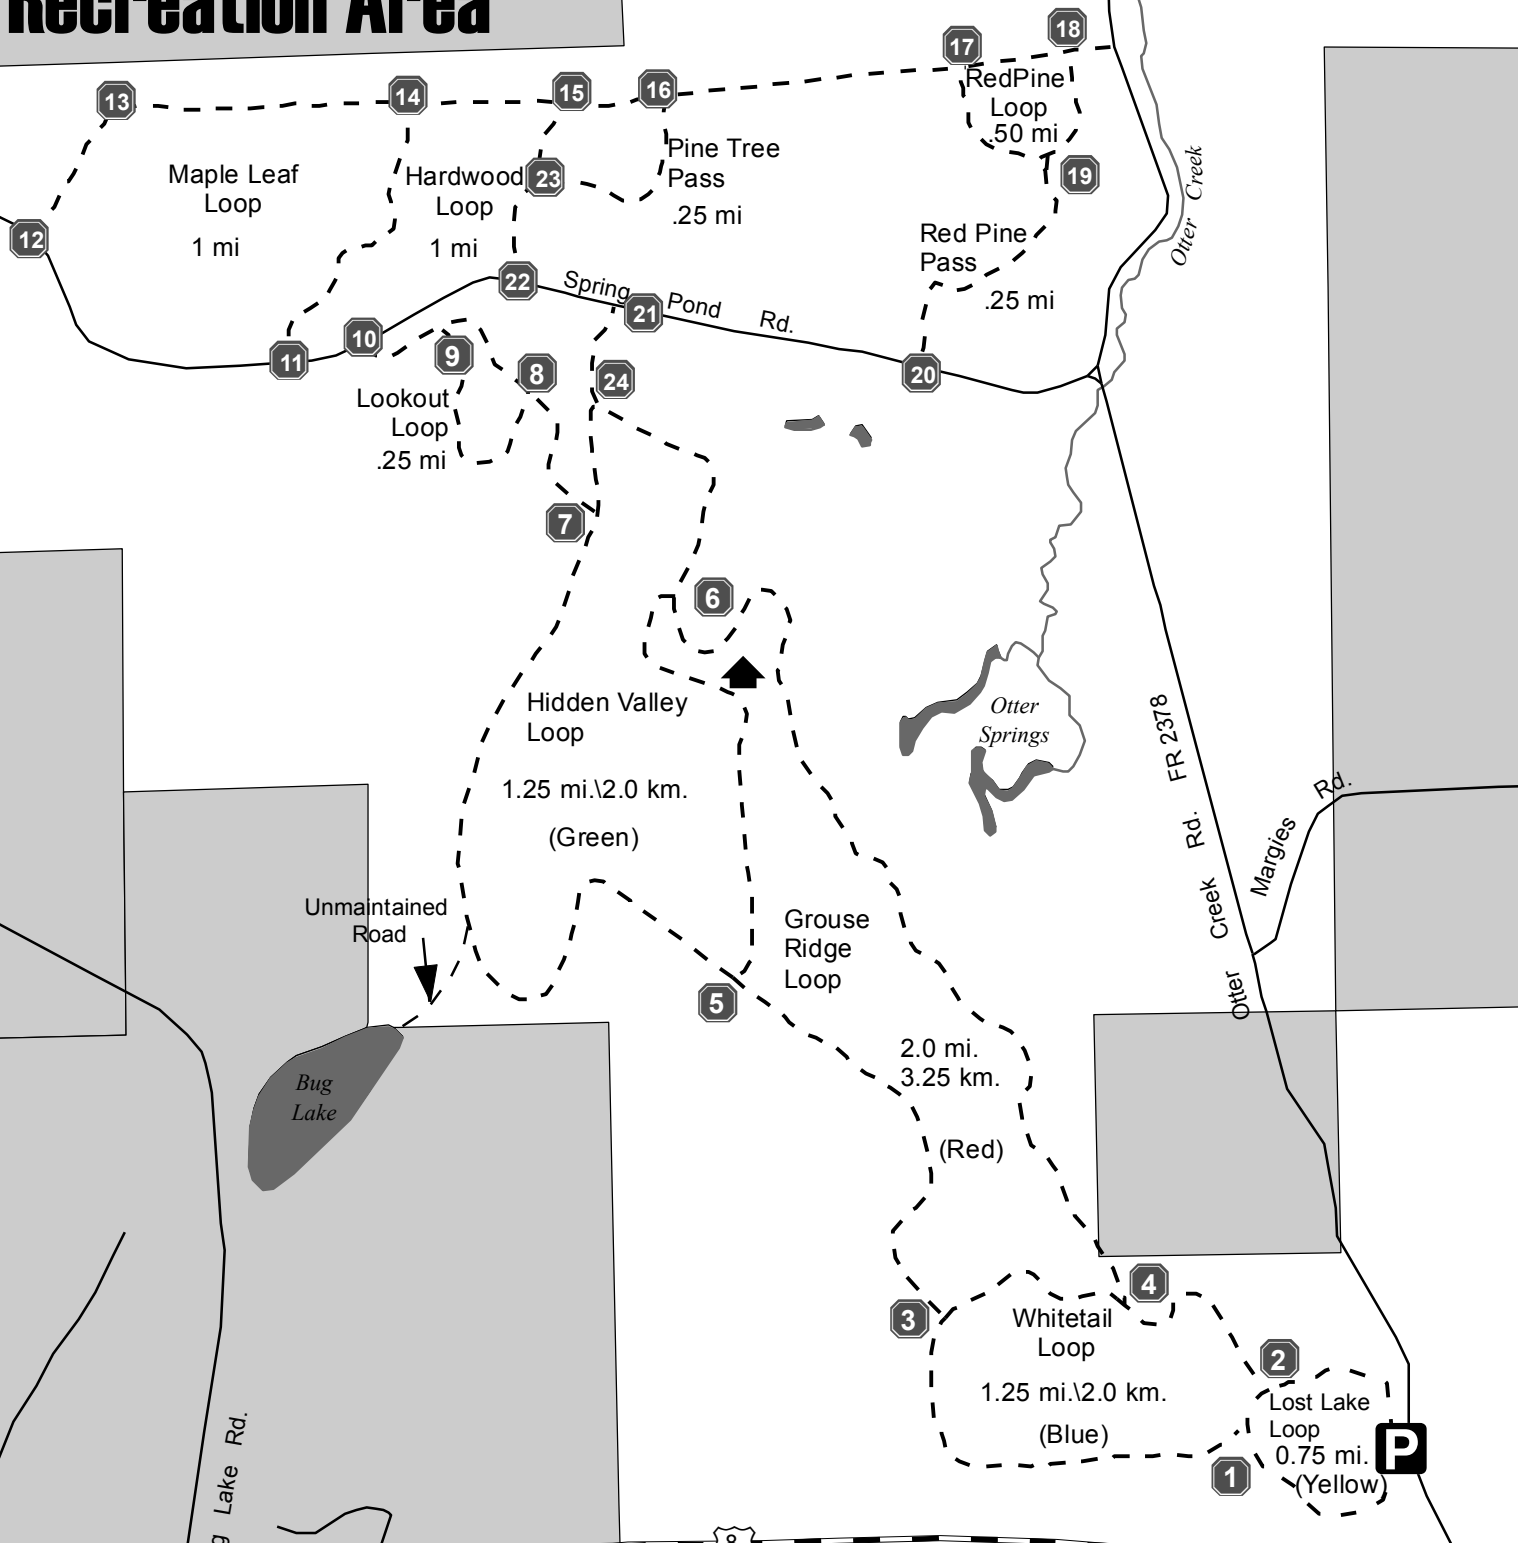 Recreation Area
18
17
RedPine
Loop
.50 mi
13
14
15
16
Pine Tree
Pass
.25 mi
Maple Leaf
Loop
1 mi
Hardwood
Loop
1 mi
23
19
Otter Creek
12
Red Pine
Pass
.25 mi
22
Spring Pond Rd.
21
10
11
9
8
24
20
Lookout
Loop
.25 mi
7
6
Hidden Valley
Loop
1.25 mi.\2.0 km.
(Green)
Otter
Springs
Otter Creek Rd. FR 2378
Margies Rd.
Unmaintained
Road
Grouse
Ridge
Loop
5
2.0 mi.
3.25 km.
(Red)
Bug
Lake
4
3
Whitetail
Loop
1.25 mi.\2.0 km.
(Blue)
2
Lost Lake
Loop
0.75 mi.
(Yellow)
P
1
g Lake Rd.
8